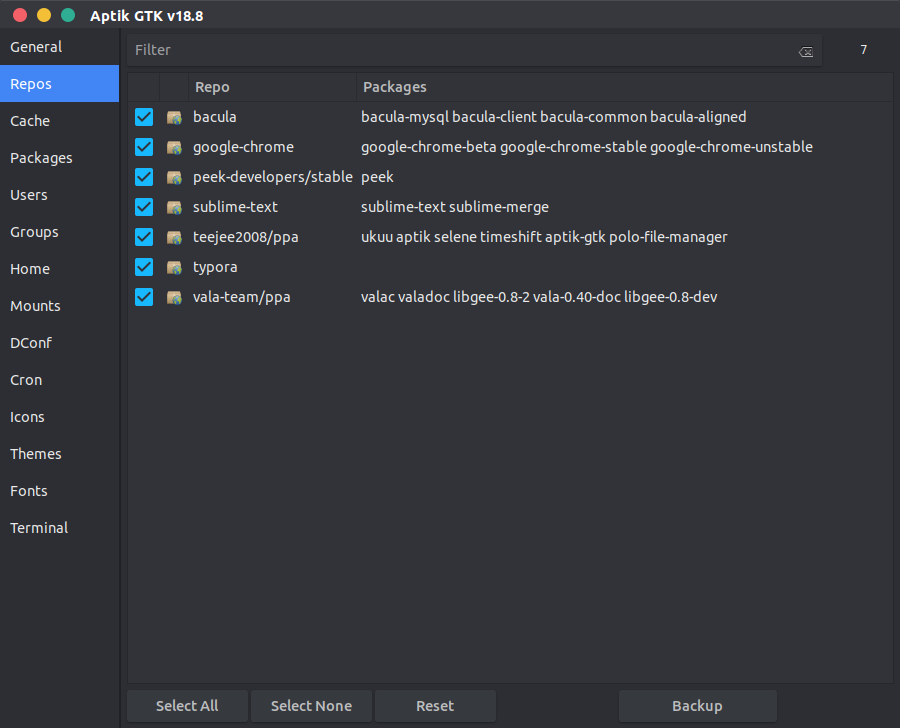 Aptik GTK v18.8
General
Repos
Cache
Packages
Users
Groups
Home
Mounts
DConf
Cron
Icons
Themes
Fonts
Terminal
Filter 7
Repo Packages
bacula bacula-mysql bacula-client bacula-common bacula-aligned
google-chrome google-chrome-beta google-chrome-stable google-chrome-unstable
peek-developers/stable peek
sublime-text sublime-text sublime-merge
teejee2008/ppa ukuu aptik selene timeshift aptik-gtk polo-file-manager
typora
vala-team/ppa valac valadoc libgee-0.8-2 vala-0.40-doc libgee-0.8-dev
Select All Select None Reset Backup